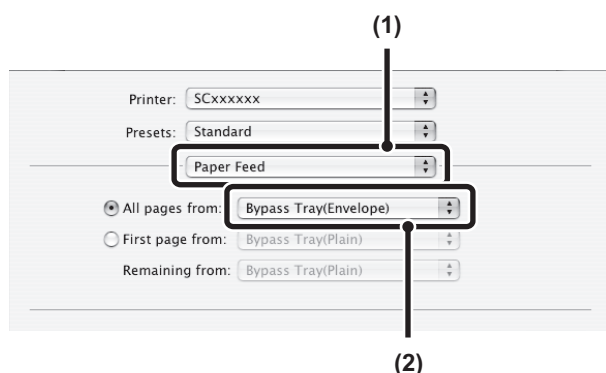 (1)
Printer: SCxxxxxx
Presets: Standard
Paper Feed
All pages from: Bypass Tray(Envelope)
First page from: Bypass Tray(Plain)
Remaining from: Bypass Tray(Plain)
(2)